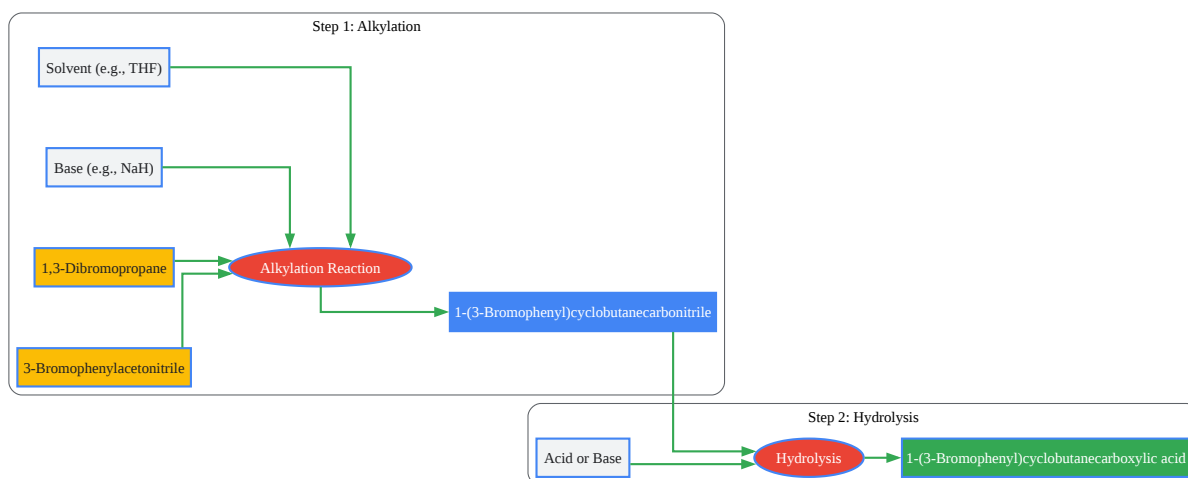 Step 1: Alkylation
Solvent (e.g., THF)
Base (e.g., NaH)
1,3-Dibromopropane
Alkylation Reaction
1-(3-Bromophenyl)cyclobutanecarbonitrile
3-Bromophenylacetonitrile
Step 2: Hydrolysis
Acid or Base
Hydrolysis
1-(3-Bromophenyl)cyclobutanecarboxylic acid